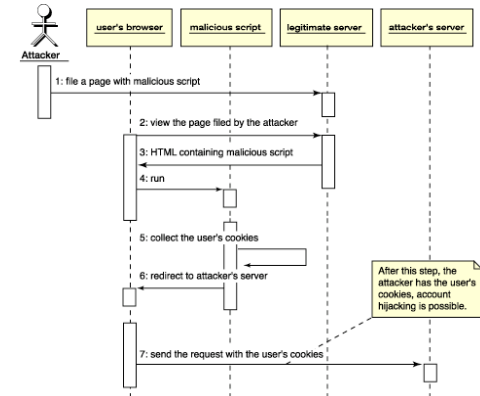 user's browser
malicious script
legitimate server
attacker's server
Attacker
1: file a page with malicious script
2: view the page filed by the attacker
3: HTML containing malicious script
4: run
5: collect the user's cookies
6: redirect to attacker's server
After this step, the
attacker has the user's
cookies, account
hijacking is possible.
7: send the request with the user's cookies